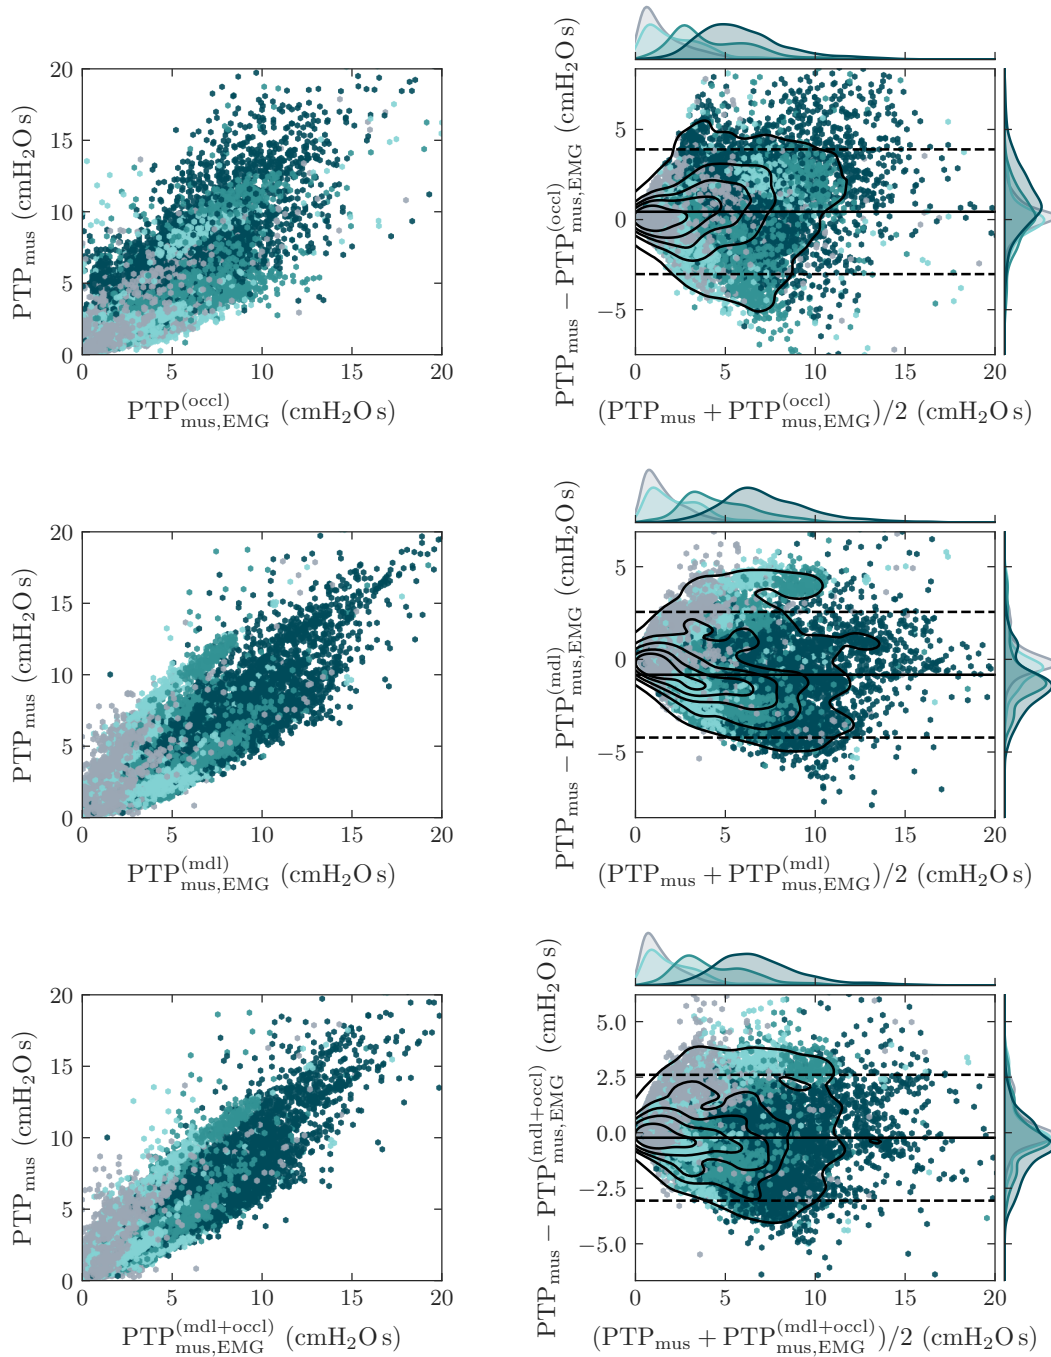 PTP_mus (cmH₂O s)
20
15
10
5
0
0 5 10 15 20
PTP^(occl)_mus,EMG (cmH₂O s)
PTP_mus − PTP^(occl)_mus,EMG (cmH₂O s)
5
0
−5
0 5 10 15 20
(PTP_mus + PTP^(occl)_mus,EMG)/2 (cmH₂O s)
PTP_mus (cmH₂O s)
20
15
10
5
0
0 5 10 15 20
PTP^(mdl)_mus,EMG (cmH₂O s)
PTP_mus − PTP^(mdl)_mus,EMG (cmH₂O s)
5
0
−5
0 5 10 15 20
(PTP_mus + PTP^(mdl)_mus,EMG)/2 (cmH₂O s)
PTP_mus (cmH₂O s)
20
15
10
5
0
0 5 10 15 20
PTP^(mdl+occl)_mus,EMG (cmH₂O s)
PTP_mus − PTP^(mdl+occl)_mus,EMG (cmH₂O s)
5.0
2.5
0.0
−2.5
−5.0
0 5 10 15 20
(PTP_mus + PTP^(mdl+occl)_mus,EMG)/2 (cmH₂O s)